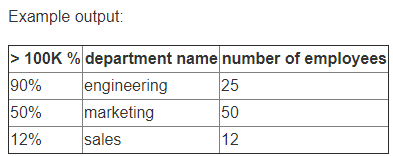 Example output:
> 100K % department name number of employees
90% engineering 25
50% marketing 50
12% sales 12